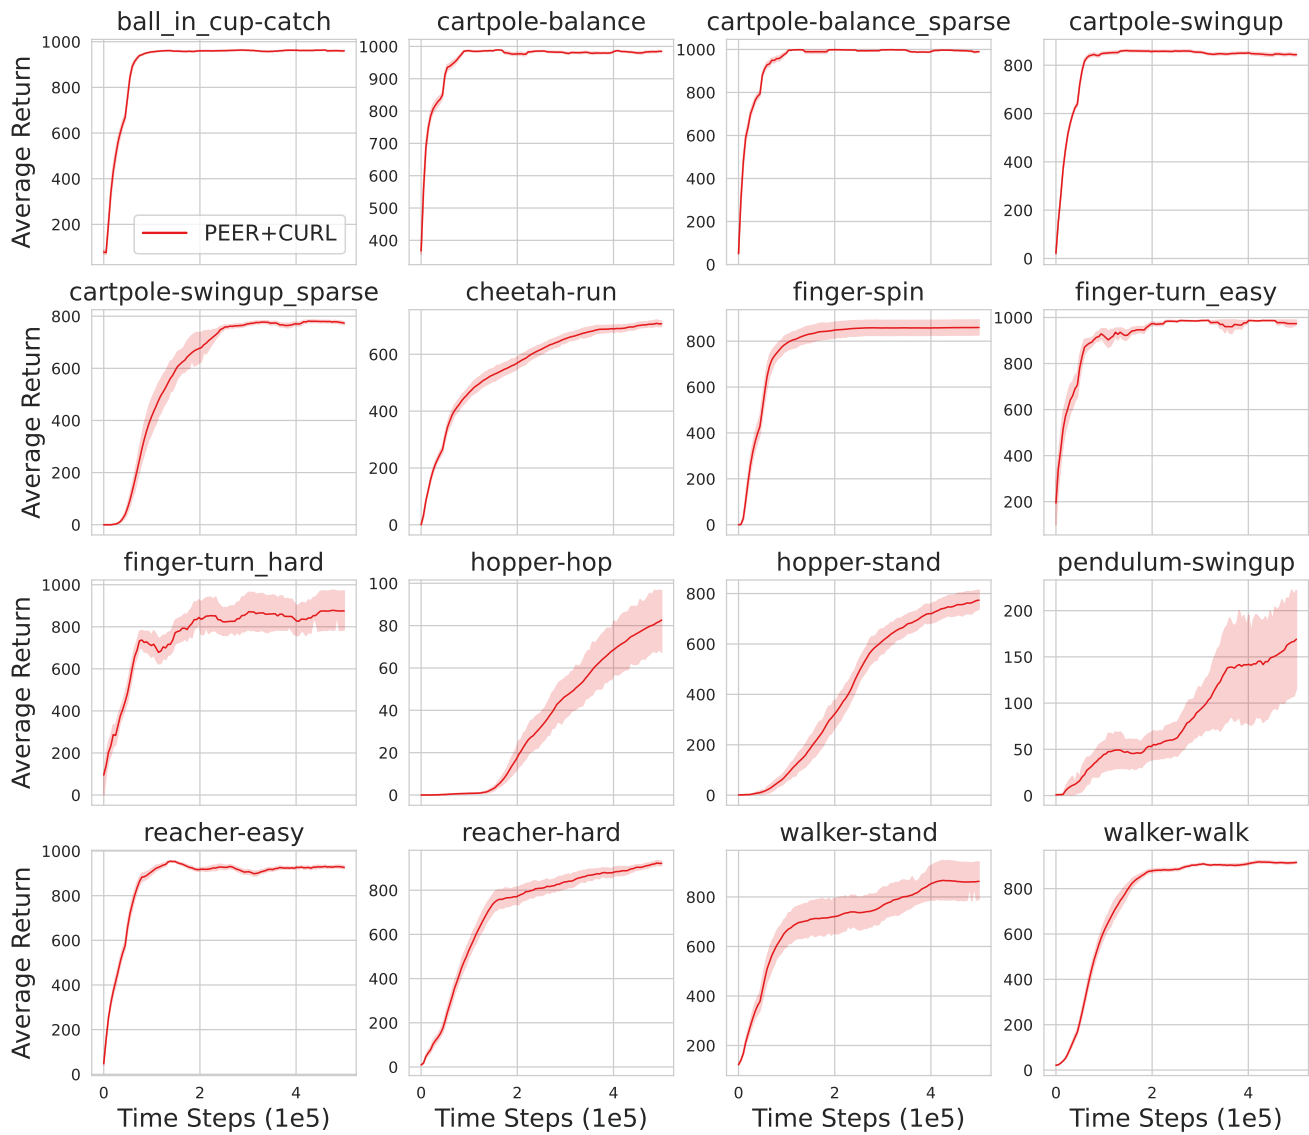 ball_in_cup-catch
cartpole-balance
cartpole-balance_sparse
cartpole-swingup
Average Return
1000
800
600
400
200
PEER+CURL
1000
900
800
700
600
500
400
1000
800
600
400
200
0
800
600
400
200
0
cartpole-swingup_sparse
cheetah-run
finger-spin
finger-turn_easy
Average Return
800
600
400
200
0
600
400
200
0
800
600
400
200
0
1000
800
600
400
200
finger-turn_hard
hopper-hop
hopper-stand
pendulum-swingup
Average Return
1000
800
600
400
200
0
100
80
60
40
20
0
800
600
400
200
0
200
150
100
50
0
reacher-easy
reacher-hard
walker-stand
walker-walk
Average Return
1000
800
600
400
200
0
800
600
400
200
0
800
600
400
200
800
600
400
200
0
0 2 4
0 2 4
0 2 4
0 2 4
Time Steps (1e5)
Time Steps (1e5)
Time Steps (1e5)
Time Steps (1e5)